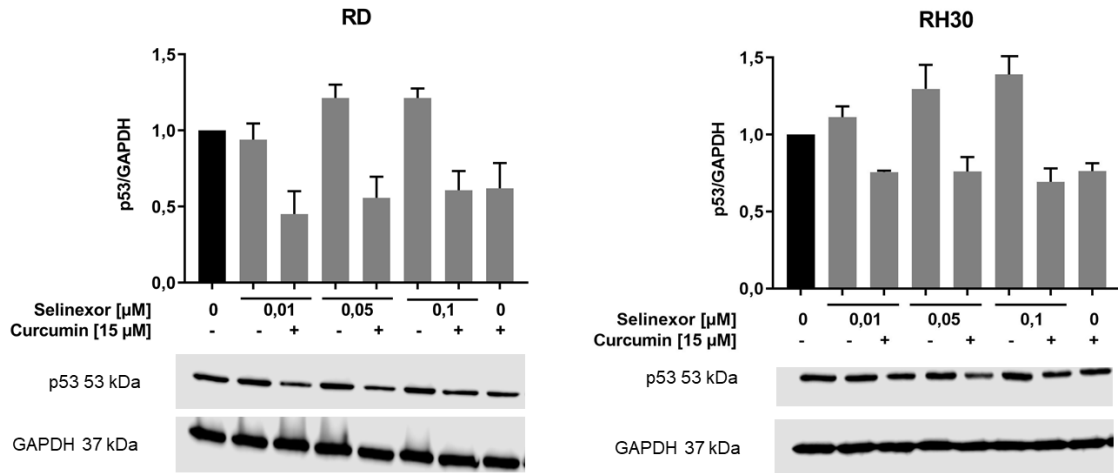 RD
1,5
1,0
0,5
0,0
p53/GAPDH
Selinexor [µM] 0 0,01 0,05 0,1 0
Curcumin [15 µM] - - + - + - + +
p53 53 kDa
GAPDH 37 kDa
RH30
1,5
1,0
0,5
0,0
p53/GAPDH
Selinexor [µM] 0 0,01 0,05 0,1 0
Curcumin [15 µM] - - + - + - + +
p53 53 kDa
GAPDH 37 kDa